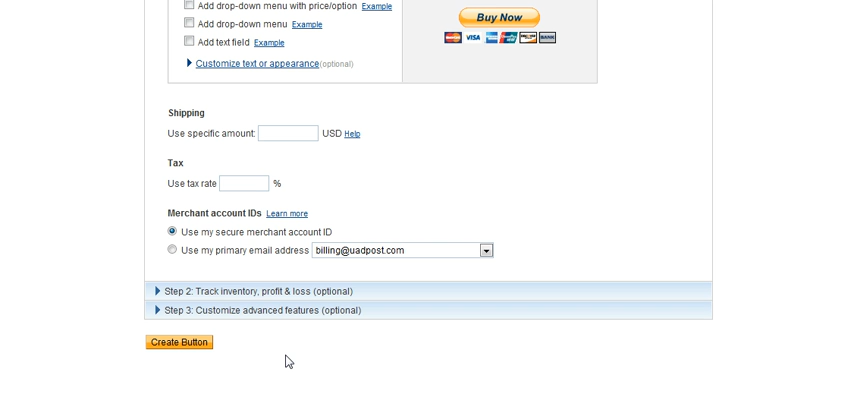 Add drop-down menu with price/option Example
Add drop-down menu Example
Add text field Example
Customize text or appearance(optional)
Buy Now
VISA
BANK
Shipping
Use specific amount: USD Help
Tax
Use tax rate %
Merchant account IDs Learn more
Use my secure merchant account ID
Use my primary email address billing@uadpost.com
Step 2: Track inventory, profit & loss (optional)
Step 3: Customize advanced features (optional)
Create Button